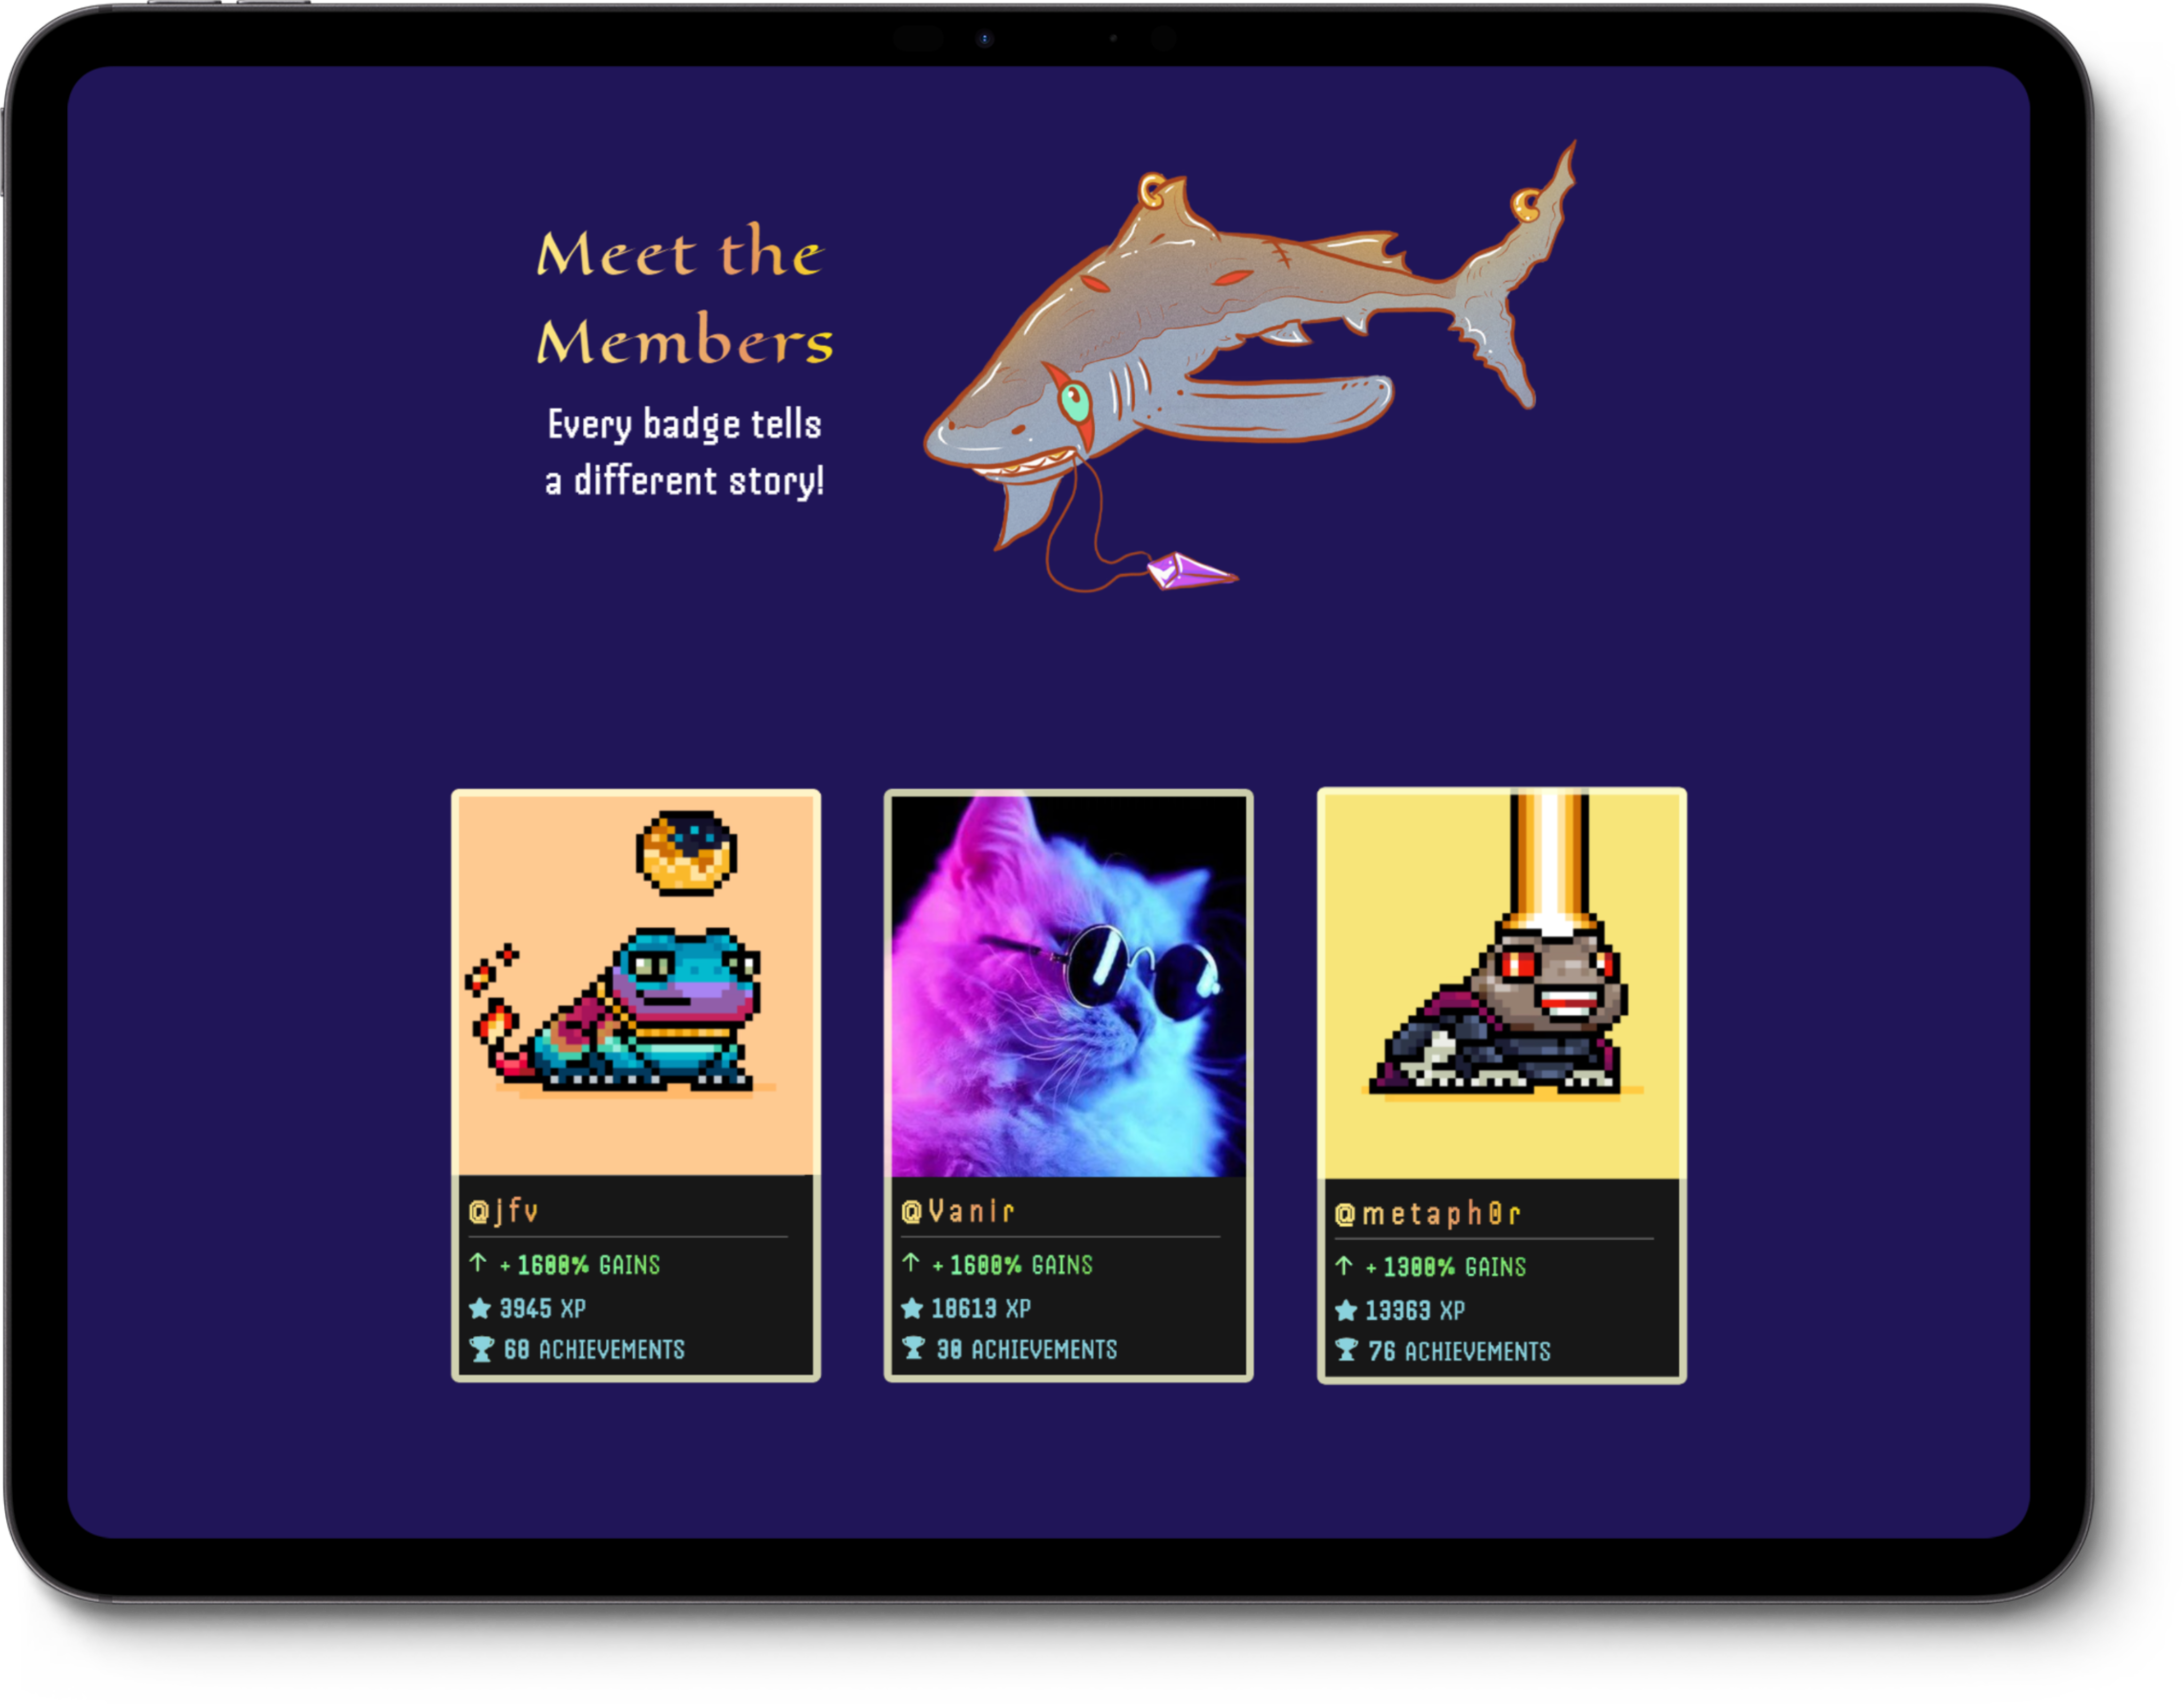 Meet the
Members
Every badge tells
a different story!
@jfv
+ 1600% GAINS
3945 XP
60 ACHIEVEMENTS
@Vanir
+ 1600% GAINS
10613 XP
30 ACHIEVEMENTS
@metaph0r
+ 1300% GAINS
13363 XP
76 ACHIEVEMENTS